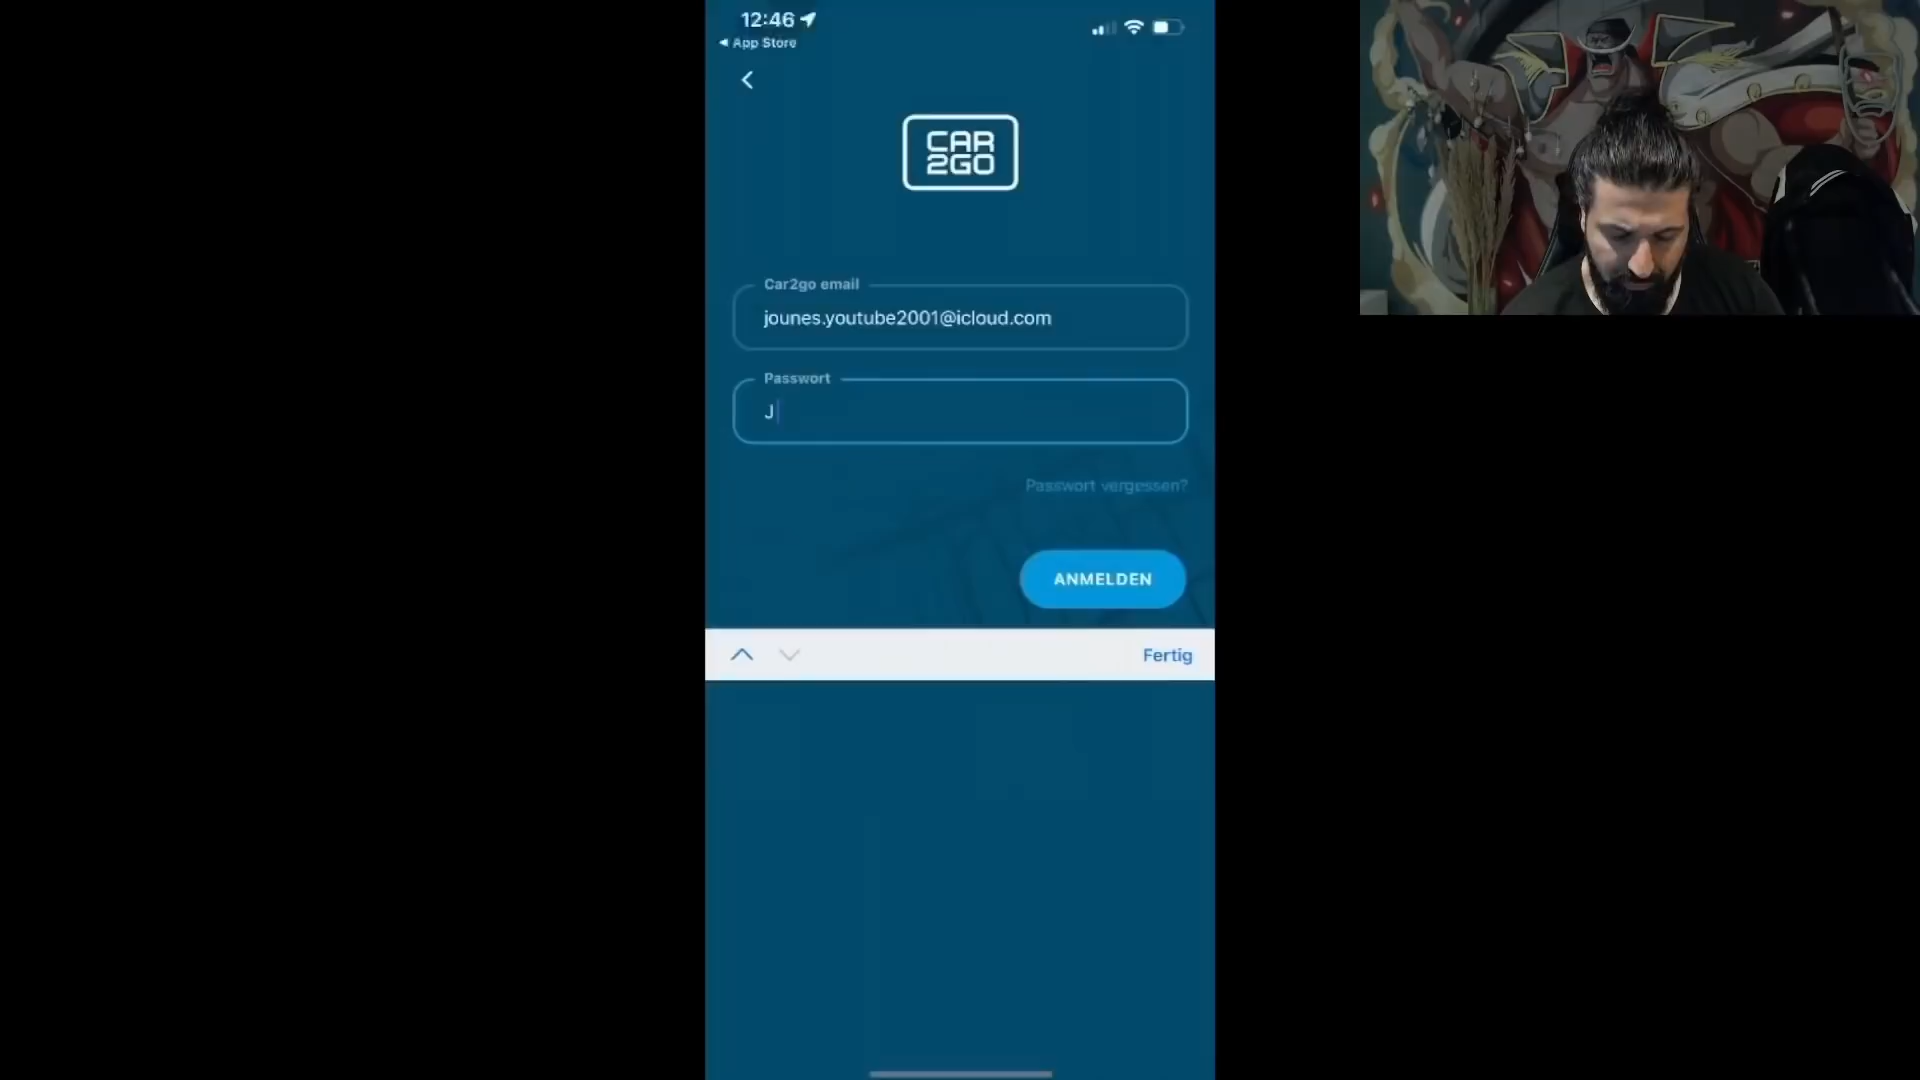 12:46
◀ App Store
CAR
2GO
Car2go email
jounes.youtube2001@icloud.com
Passwort
J
Passwort vergessen?
ANMELDEN
Fertig